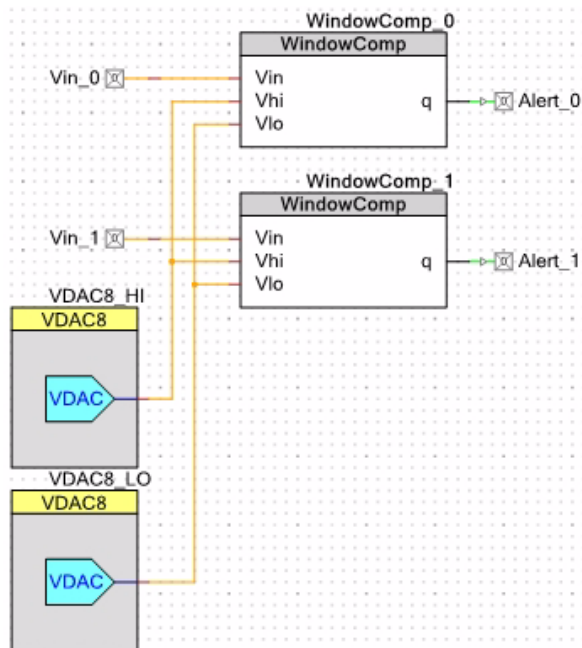 WindowComp_0
WindowComp
Vin_0
Vin
Vhi
q
Alert_0
Vlo
WindowComp_1
WindowComp
Vin_1
Vin
Vhi
q
Alert_1
Vlo
VDAC8_HI
VDAC8
VDAC
VDAC8_LO
VDAC8
VDAC